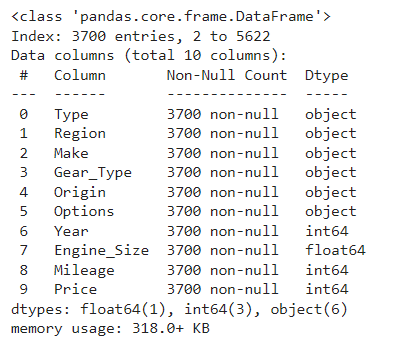 <class 'pandas.core.frame.DataFrame'>
Index: 3700 entries, 2 to 5622
Data columns (total 10 columns):
 #   Column       Non-Null Count  Dtype
---  ------       --------------  -----
 0   Type         3700 non-null   object
 1   Region       3700 non-null   object
 2   Make         3700 non-null   object
 3   Gear_Type    3700 non-null   object
 4   Origin       3700 non-null   object
 5   Options      3700 non-null   object
 6   Year         3700 non-null   int64
 7   Engine_Size  3700 non-null   float64
 8   Mileage      3700 non-null   int64
 9   Price        3700 non-null   int64
dtypes: float64(1), int64(3), object(6)
memory usage: 318.0+ KB